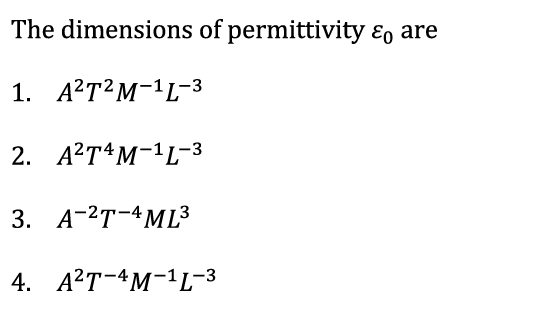 The dimensions of permittivity ε₀ are
1. A²T²M⁻¹L⁻³
2. A²T⁴M⁻¹L⁻³
3. A⁻²T⁻⁴ML³
4. A²T⁻⁴M⁻¹L⁻³